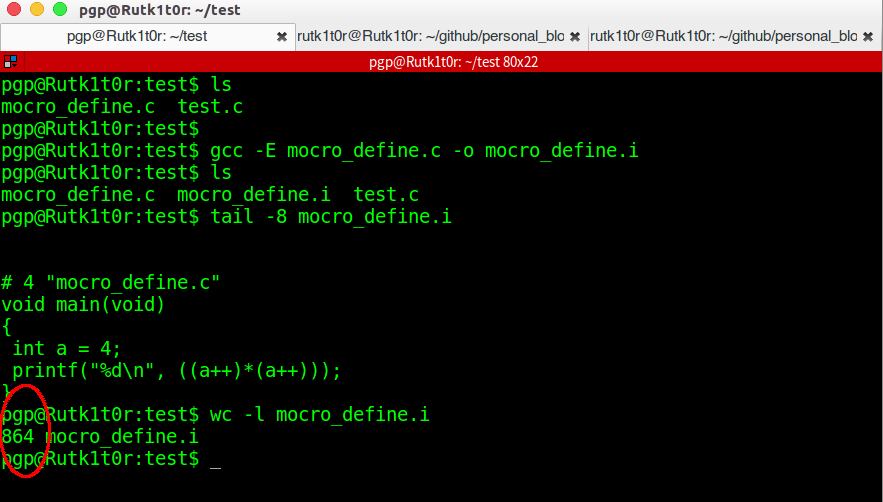 pgp@Rutk1t0r: ~/test
pgp@Rutk1t0r: ~/test ✖ rutk1t0r@Rutk1t0r: ~/github/personal_blo ✖ rutk1t0r@Rutk1t0r: ~/github/personal_blo ✖
pgp@Rutk1t0r: ~/test 80x22
pgp@Rutk1t0r:test$ ls
mocro_define.c  test.c
pgp@Rutk1t0r:test$
pgp@Rutk1t0r:test$ gcc -E mocro_define.c -o mocro_define.i
pgp@Rutk1t0r:test$ ls
mocro_define.c  mocro_define.i  test.c
pgp@Rutk1t0r:test$ tail -8 mocro_define.i
# 4 "mocro_define.c"
void main(void)
{
 int a = 4;
 printf("%d\n", ((a++)*(a++)));
}
pgp@Rutk1t0r:test$ wc -l mocro_define.i
864 mocro_define.i
pgp@Rutk1t0r:test$ _